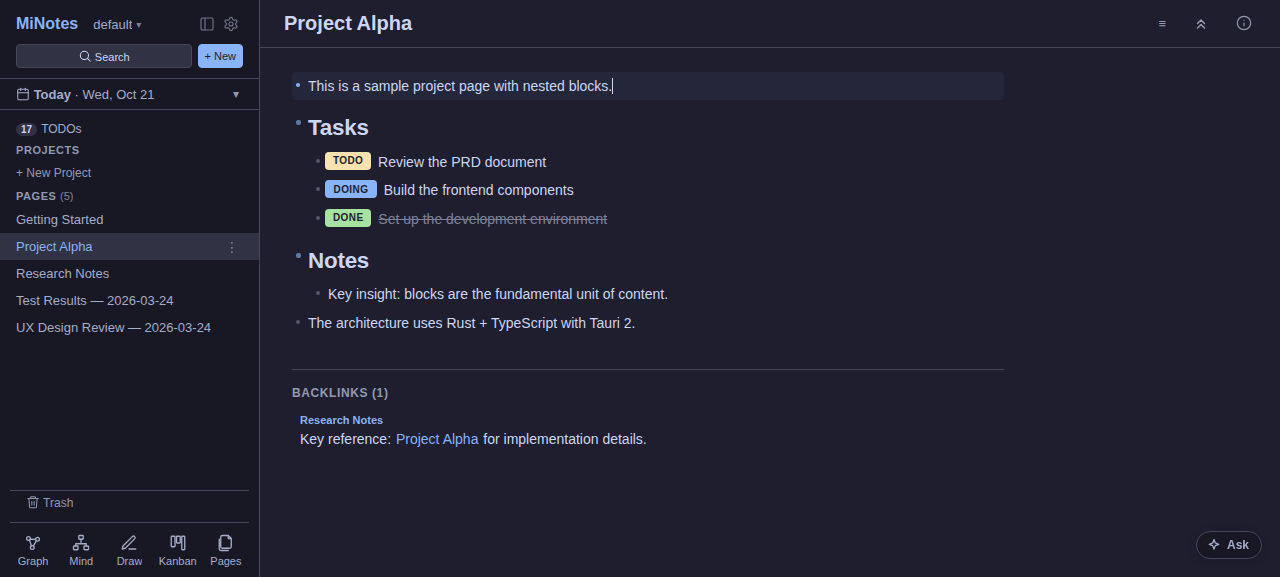 MiNotes default
Search
+ New
Today · Wed, Oct 21
17 TODOs
PROJECTS
+ New Project
PAGES (5)
Getting Started
Project Alpha
Research Notes
Test Results — 2026-03-24
UX Design Review — 2026-03-24
Trash
Graph Mind Draw Kanban Pages
Project Alpha
This is a sample project page with nested blocks.
Tasks
TODO Review the PRD document
DOING Build the frontend components
DONE Set up the development environment
Notes
Key insight: blocks are the fundamental unit of content.
The architecture uses Rust + TypeScript with Tauri 2.
BACKLINKS (1)
Research Notes
Key reference: Project Alpha for implementation details.
Ask